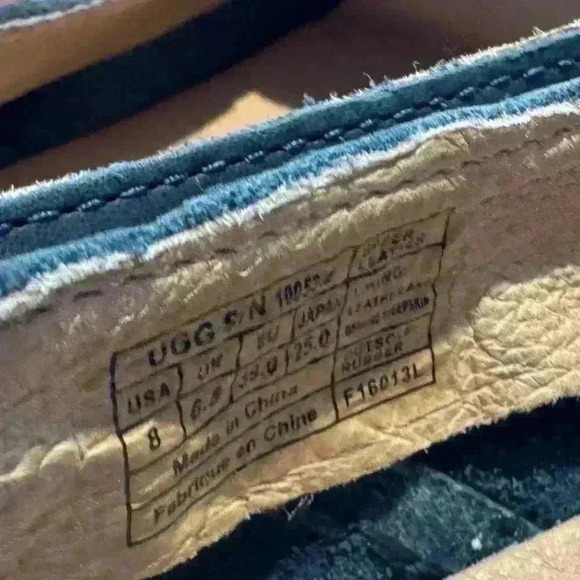 UGG S/N
UPPER
LEATHER
USA UK EU JAPAN
8 6.5 39.0 25.0
LINING:
OUTSOLE
RUBBER
Made in China
Fabriqué en Chine
F16013L